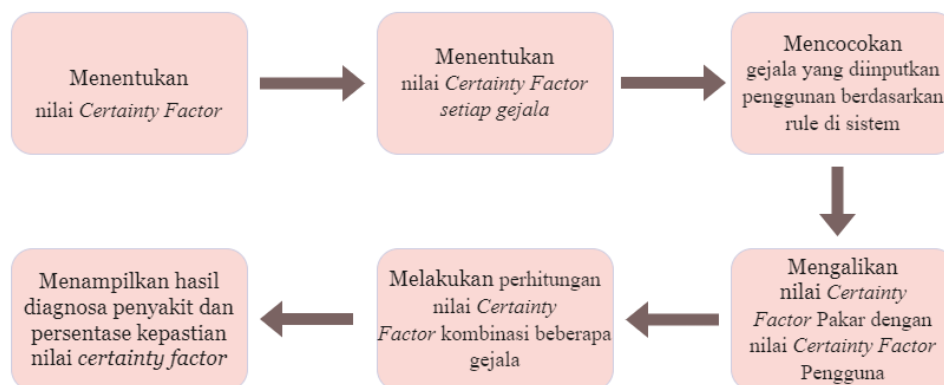 Menentukan
nilai Certainty Factor
Menentukan
nilai Certainty Factor
setiap gejala
Mencocokan
gejala yang diinputkan
penggunan berdasarkan
rule di sistem
Mengalikan
nilai Certainty
Factor Pakar dengan
nilai Certainty Factor
Pengguna
Melakukan perhitungan
nilai Certainty
Factor kombinasi beberapa
gejala
Menampilkan hasil
diagnosa penyakit dan
persentase kepastian
nilai certainty factor